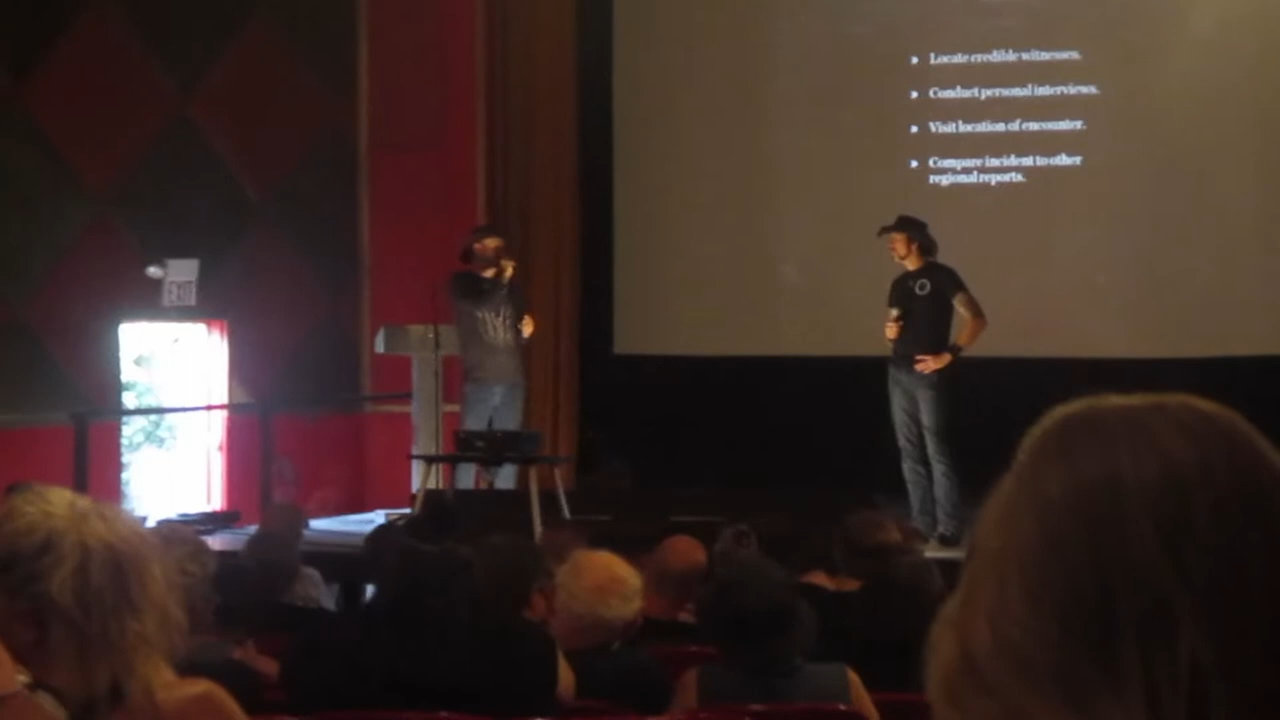 » Locate credible witnesses.
» Conduct personal interviews.
» Visit location of encounter.
» Compare incident to other
regional reports.
EXIT